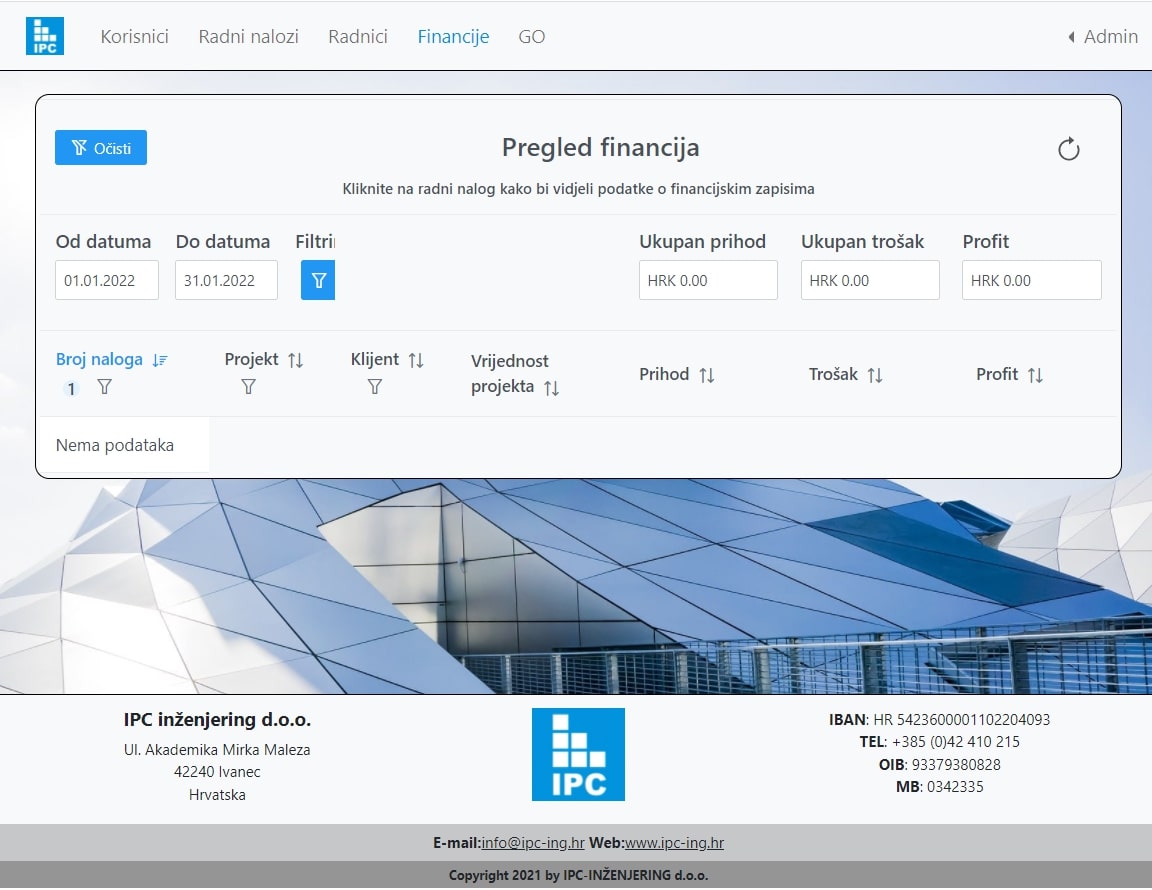 IPC Korisnici Radni nalozi Radnici Financije GO Admin
Očisti
Pregled financija
Kliknite na radni nalog kako bi vidjeli podatke o financijskim zapisima
Od datuma Do datuma Filtri Ukupan prihod Ukupan trošak Profit
01.01.2022 31.01.2022 HRK 0.00 HRK 0.00 HRK 0.00
Broj naloga 1 Projekt Klijent Vrijednost projekta Prihod Trošak Profit
Nema podataka
IPC inženjering d.o.o.
Ul. Akademika Mirka Maleza
42240 Ivanec
Hrvatska
IPC
IBAN: HR 5423600001102204093
TEL: +385 (0)42 410 215
OIB: 93379380828
MB: 0342335
E-mail:info@ipc-ing.hr Web:www.ipc-ing.hr
Copyright 2021 by IPC-INŽENJERING d.o.o.